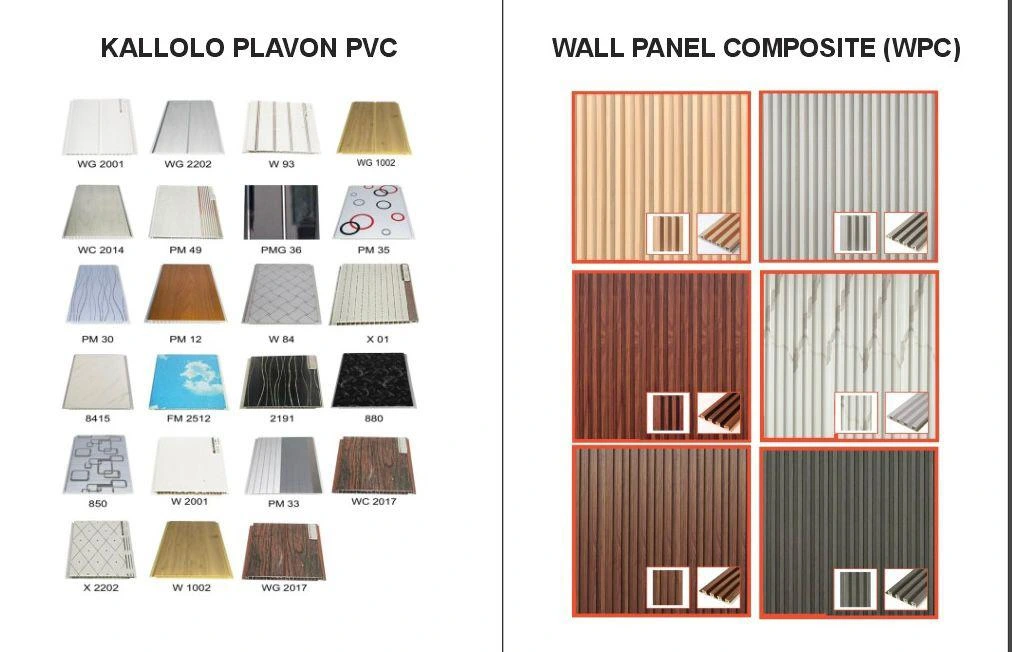 KALLOLO PLAVON PVC
WG 2001
WG 2202
W 93
WG 1002
WC 2014
PM 49
PMG 36
PM 35
PM 30
PM 12
W 84
X 01
8415
FM 2512
2191
880
850
W 2001
PM 33
WC 2017
X 2202
W 1002
WG 2017
WALL PANEL COMPOSITE (WPC)